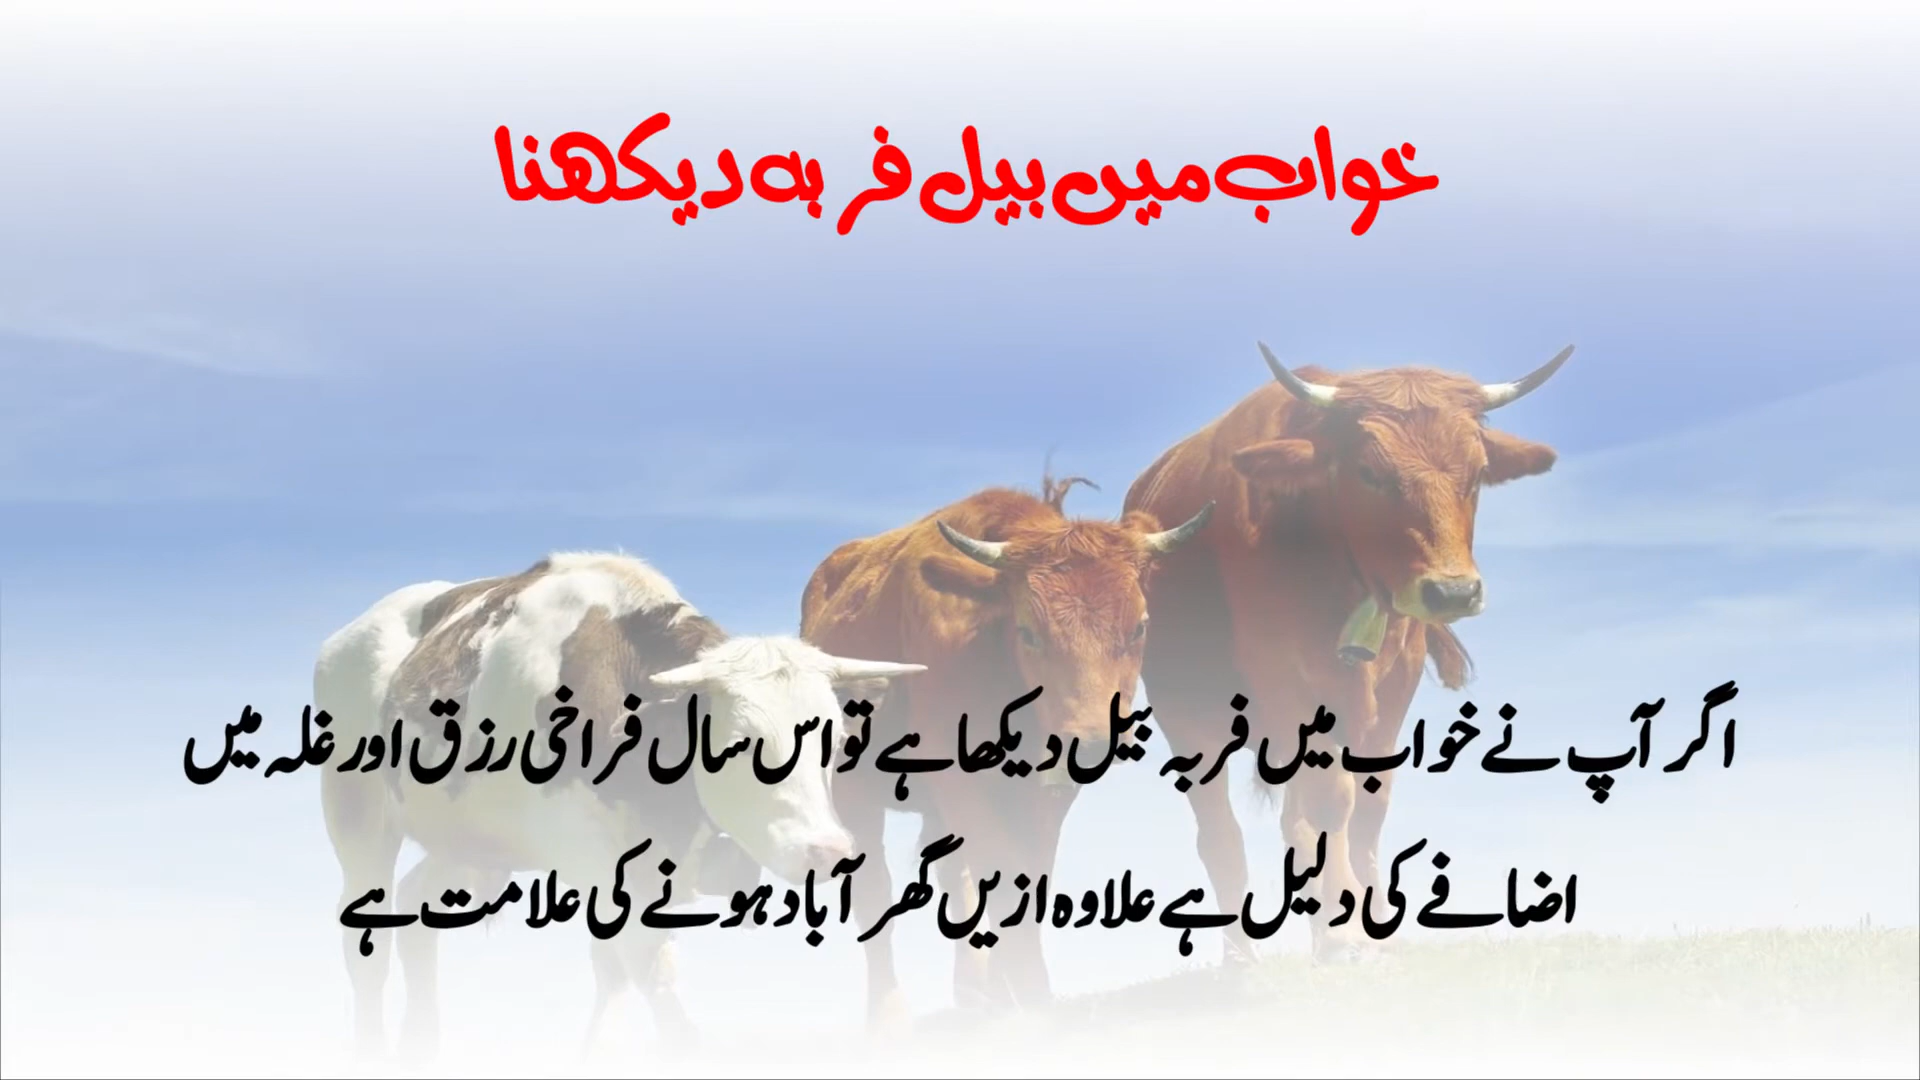 خواب میں بیل فربہ دیکھنا
اگر آپ نے خواب میں فربہ بیل دیکھا ہے تو اس سال فراخی رزق اور غلہ میں
اضافے کی دلیل ہے علاوہ ازیں گھر آباد ہونے کی علامت ہے